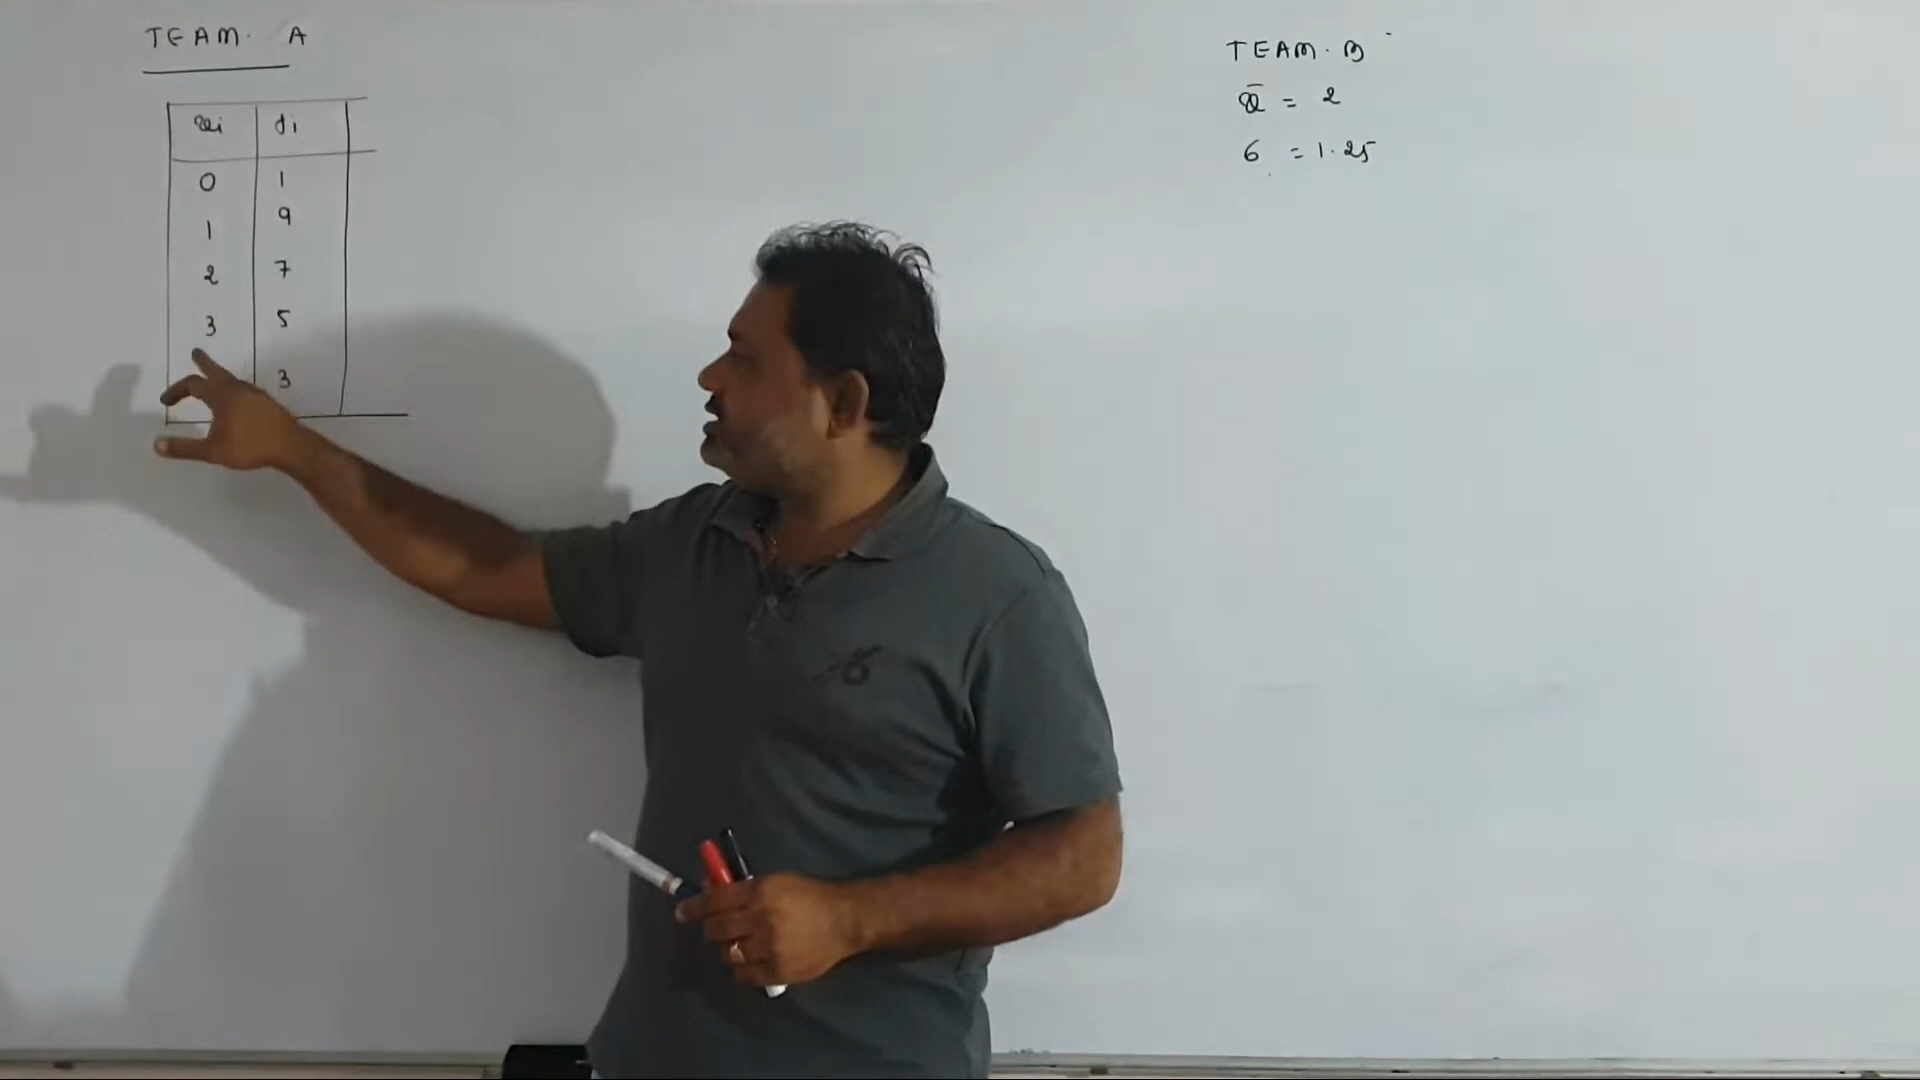 TEAM. A
xi fi
0 1
1 9
2 7
3 5
3
TEAM. B
x̄ = 2
σ = 1.25